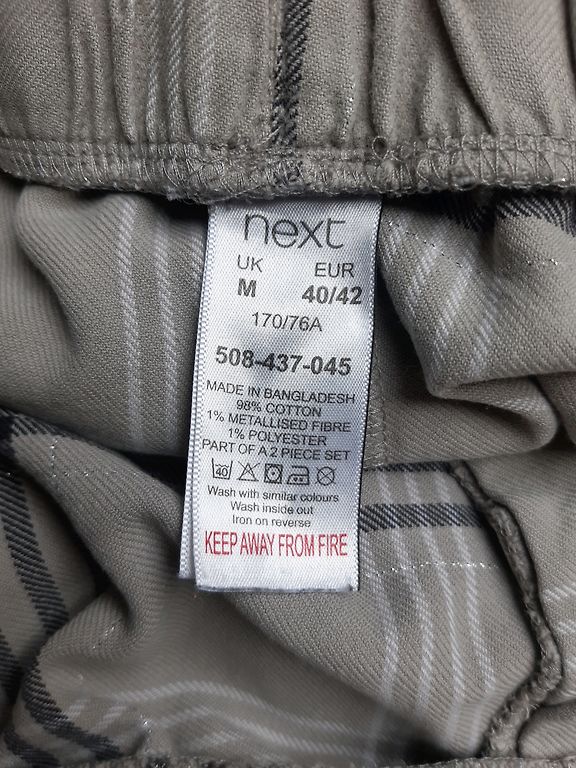 next
UK EUR
M 40/42
170/76A
508-437-045
MADE IN BANGLADESH
98% COTTON
1% METALLISED FIBRE
1% POLYESTER
PART OF A 2 PIECE SET
40
Wash with similar colours
Wash inside out
Iron on reverse
KEEP AWAY FROM FIRE